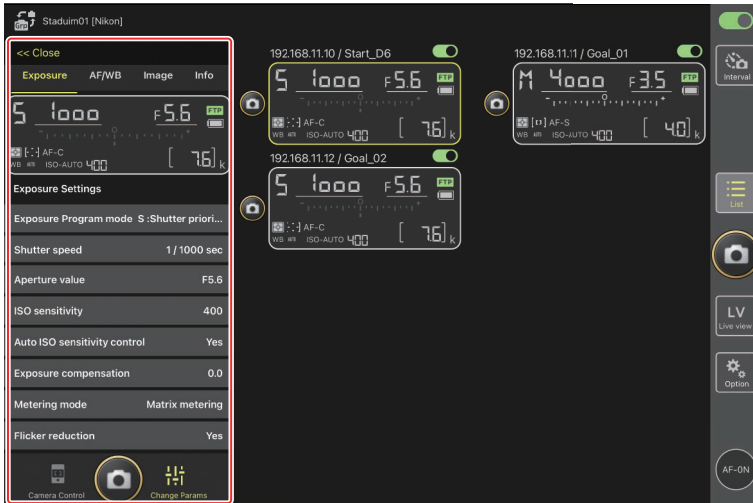 Grp Staduim01 [Nikon]
<< Close
Exposure AF/WB Image Info
S 1000 F5.6 FTP
AF-C
WB AUTO ISO-AUTO 400 [ 7.6] k
Exposure Settings
Exposure Program mode S :Shutter priori...
Shutter speed 1 / 1000 sec
Aperture value F5.6
ISO sensitivity 400
Auto ISO sensitivity control Yes
Exposure compensation 0.0
Metering mode Matrix metering
Flicker reduction Yes
Camera Control Change Params
192.168.11.10 / Start_D6
S 1000 F5.6 FTP
AF-C
WB AUTO ISO-AUTO 400 [ 7.6] k
192.168.11.11 / Goal_01
M 4000 F3.5 FTP
AF-S
WB AUTO ISO-AUTO 400 [ 4.0] k
192.168.11.12 / Goal_02
S 1000 F5.6 FTP
AF-C
WB AUTO ISO-AUTO 400 [ 7.6] k
Interval
List
LV
Live view
Option
AF-ON